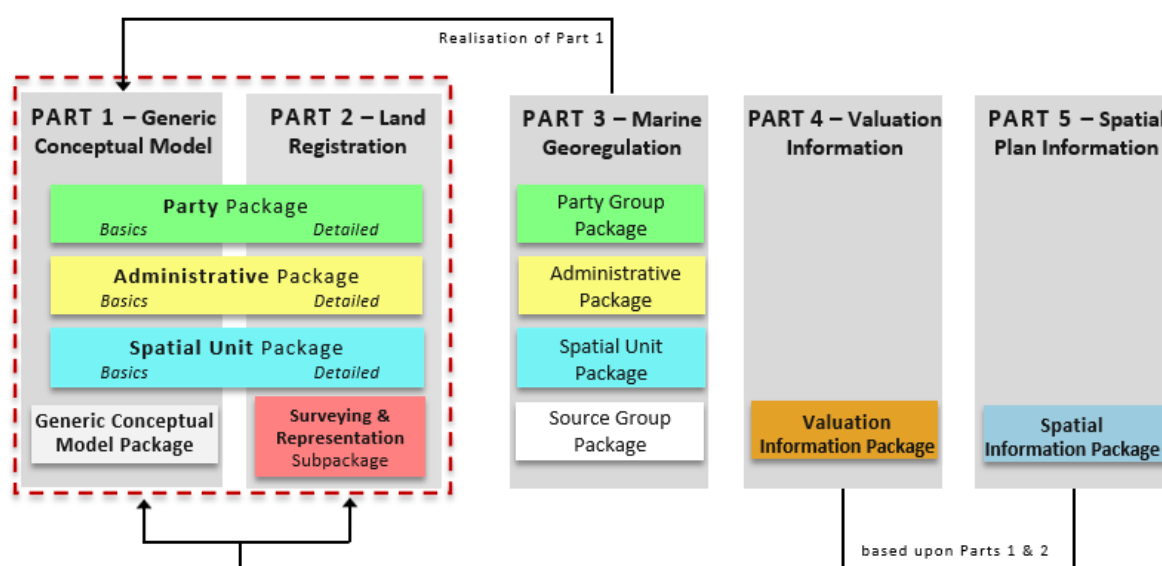 Realisation of Part 1
PART 1 – Generic
Conceptual Model
PART 2 – Land
Registration
PART 3 – Marine
Georegulation
PART 4 – Valuation
Information
PART 5 – Spatial
Plan Information
Party Package
Basics Detailed
Administrative Package
Basics Detailed
Spatial Unit Package
Basics Detailed
Generic Conceptual
Model Package
Surveying &
Representation
Subpackage
Party Group
Package
Administrative
Package
Spatial Unit
Package
Source Group
Package
Valuation
Information Package
Spatial
Information Package
based upon Parts 1 & 2